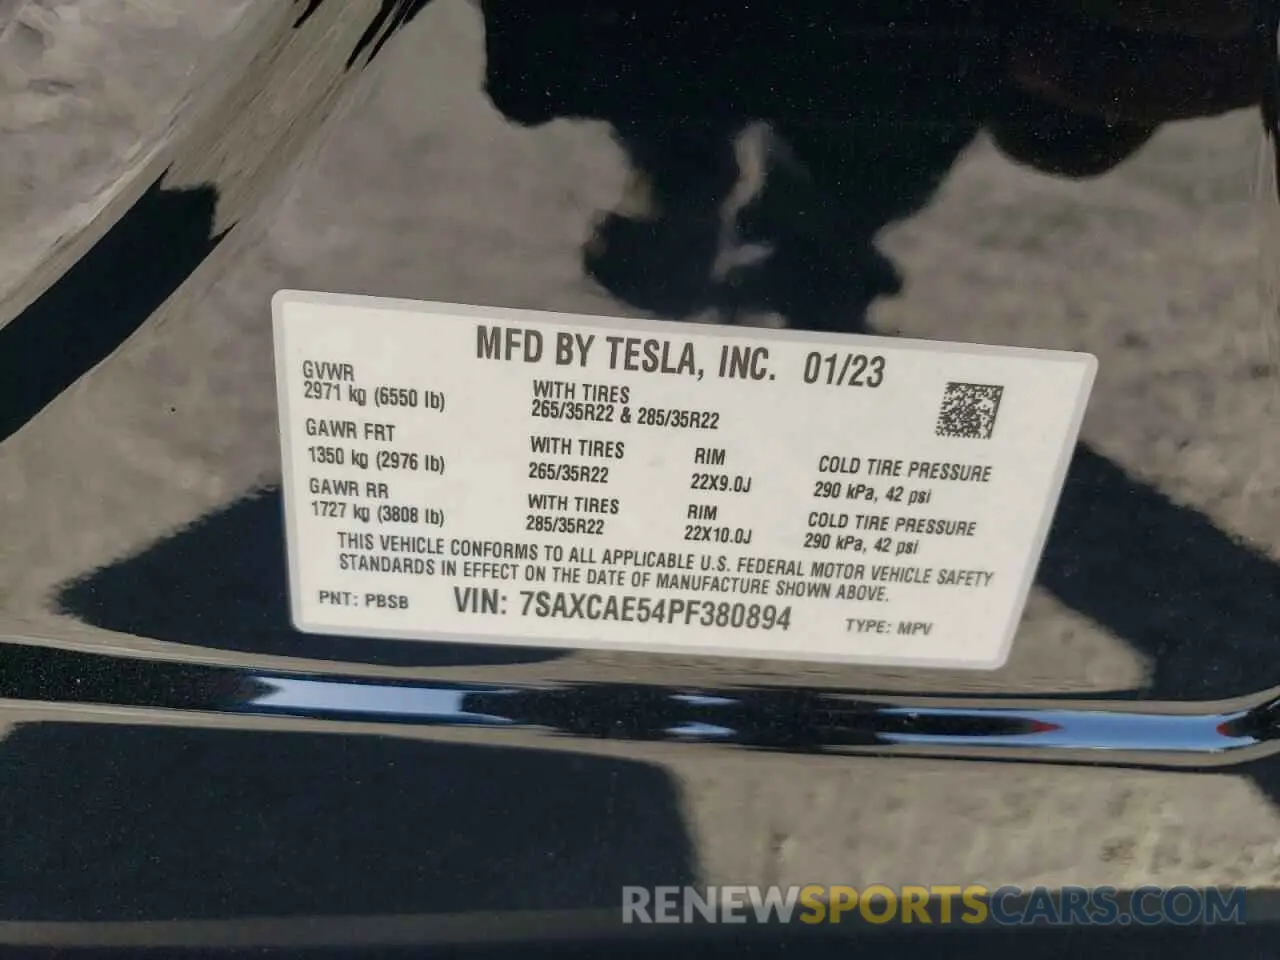 MFD BY TESLA, INC. 01/23
GVWR
2971 kg (6550 lb)
WITH TIRES
265/35R22 & 285/35R22
GAWR FRT
1350 kg (2976 lb)
WITH TIRES
265/35R22
RIM
22X9.0J
COLD TIRE PRESSURE
290 kPa, 42 psi
GAWR RR
1727 kg (3808 lb)
WITH TIRES
285/35R22
RIM
22X10.0J
COLD TIRE PRESSURE
290 kPa, 42 psi
THIS VEHICLE CONFORMS TO ALL APPLICABLE U.S. FEDERAL MOTOR VEHICLE SAFETY
STANDARDS IN EFFECT ON THE DATE OF MANUFACTURE SHOWN ABOVE.
PNT: PBSB VIN: 7SAXCAE54PF380894 TYPE: MPV
RENEWSPORTSCARS.COM